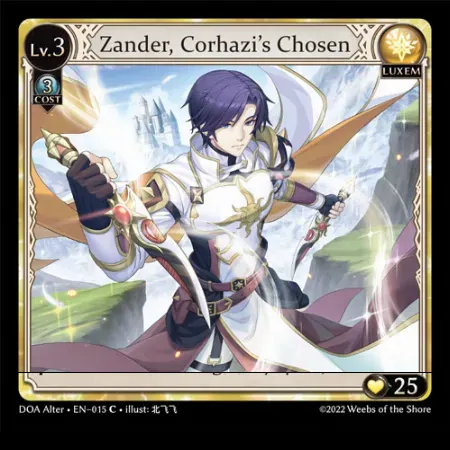 Lv.3 Zander, Corhazi's Chosen
LUXEM
3
COST
25
DOA Alter • EN-015 C • illust: 北飞飞 ©2022 Weebs of the Shore